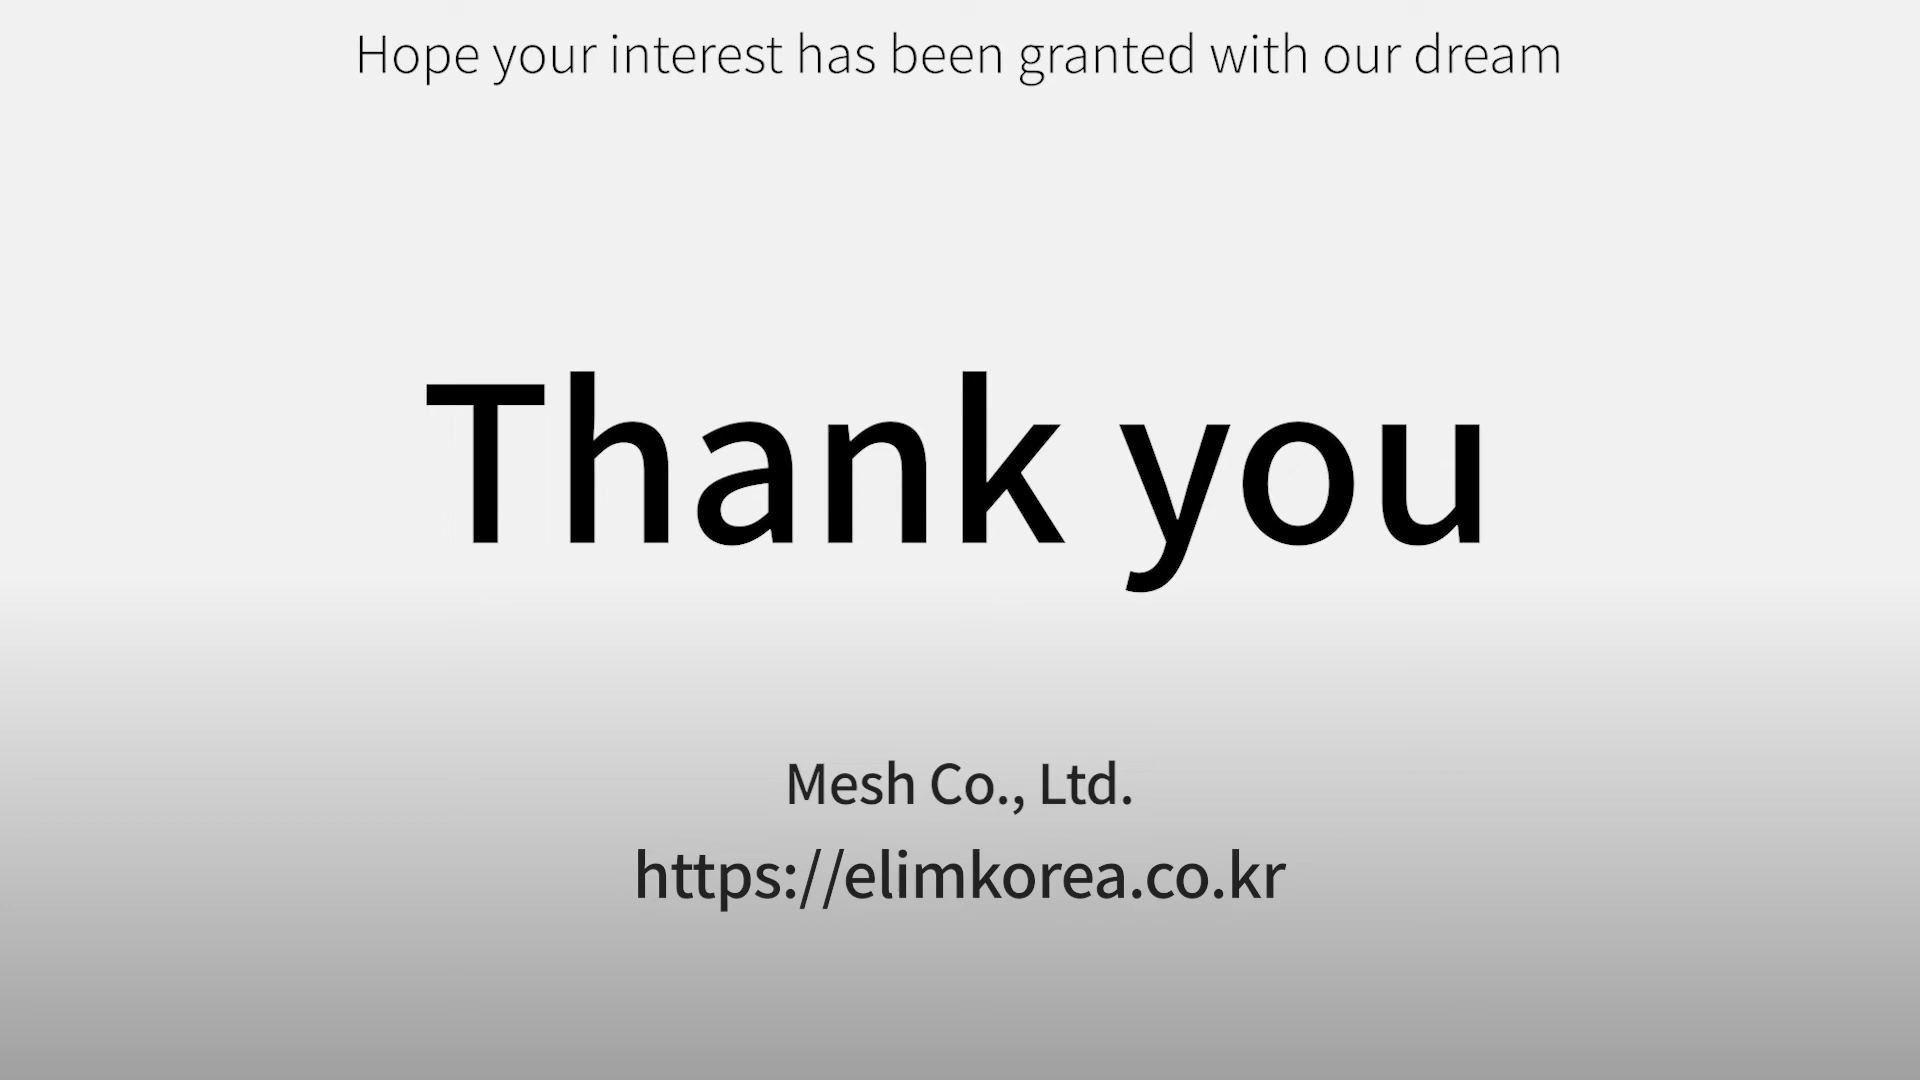 Hope your interest has been granted with our dream
Thank you
Mesh Co., Ltd.
https://elimkorea.co.kr